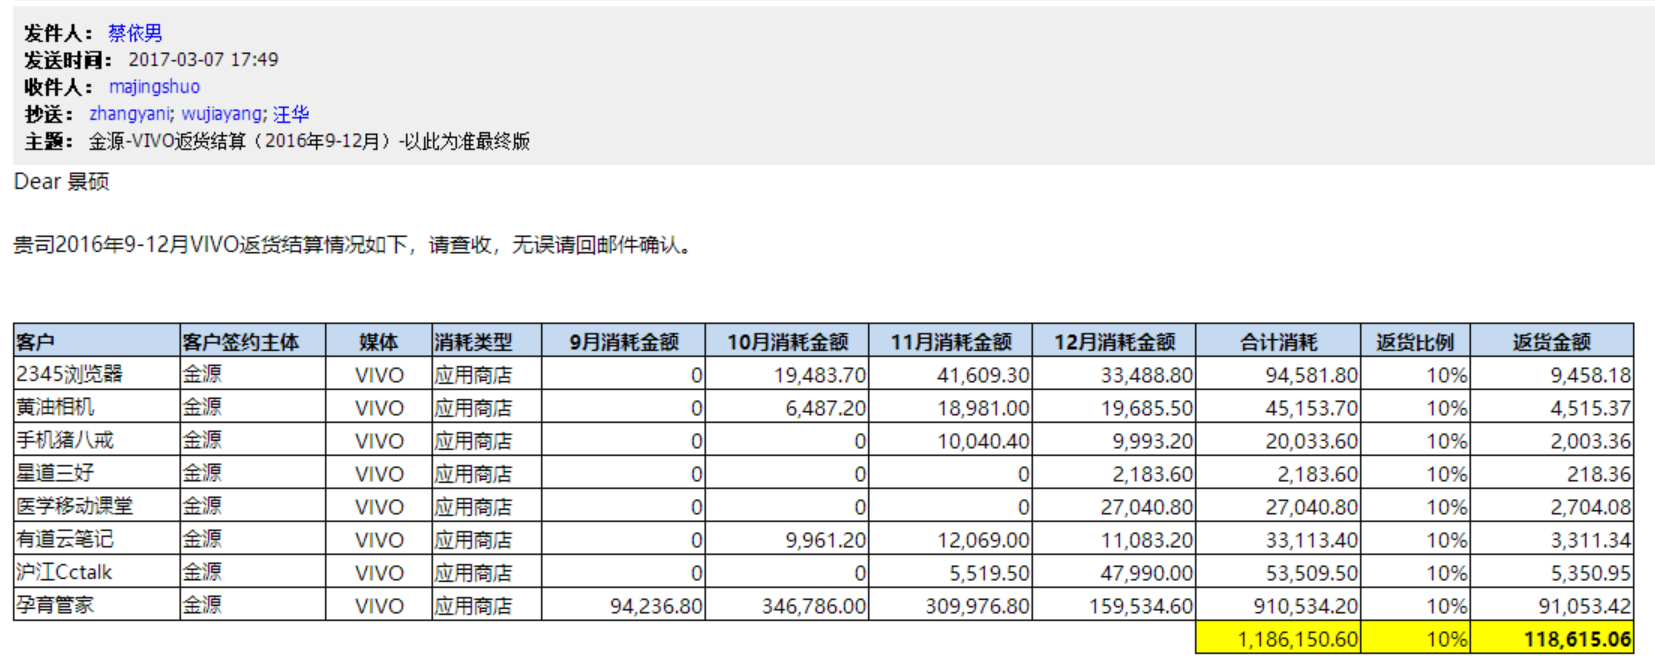 发件人： 蔡依男
发送时间： 2017-03-07 17:49
收件人： majingshuo
抄送： zhangyani; wujiayang; 汪华
主题： 金源-VIVO返货结算（2016年9-12月）-以此为准最终版
Dear 景硕
贵司2016年9-12月VIVO返货结算情况如下，请查收，无误请回邮件确认。
客户 客户签约主体 媒体 消耗类型 9月消耗金额 10月消耗金额 11月消耗金额 12月消耗金额 合计消耗 返货比例 返货金额
2345浏览器 金源 VIVO 应用商店 0 19,483.70 41,609.30 33,488.80 94,581.80 10% 9,458.18
黄油相机 金源 VIVO 应用商店 0 6,487.20 18,981.00 19,685.50 45,153.70 10% 4,515.37
手机猪八戒 金源 VIVO 应用商店 0 0 10,040.40 9,993.20 20,033.60 10% 2,003.36
星道三好 金源 VIVO 应用商店 0 0 0 2,183.60 2,183.60 10% 218.36
医学移动课堂 金源 VIVO 应用商店 0 0 0 27,040.80 27,040.80 10% 2,704.08
有道云笔记 金源 VIVO 应用商店 0 9,961.20 12,069.00 11,083.20 33,113.40 10% 3,311.34
沪江Cctalk 金源 VIVO 应用商店 0 0 5,519.50 47,990.00 53,509.50 10% 5,350.95
孕育管家 金源 VIVO 应用商店 94,236.80 346,786.00 309,976.80 159,534.60 910,534.20 10% 91,053.42
1,186,150.60 10% 118,615.06